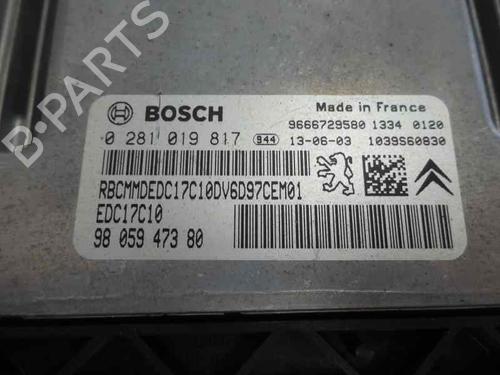 BOSCH
Made in France
9666729580 1334 0120
0 281 019 817 944 13-06-03 1039S60830
RBCMMDEDC17C10DV6D97CEM01
EDC17C10
98 059 473 80
B-PARTS